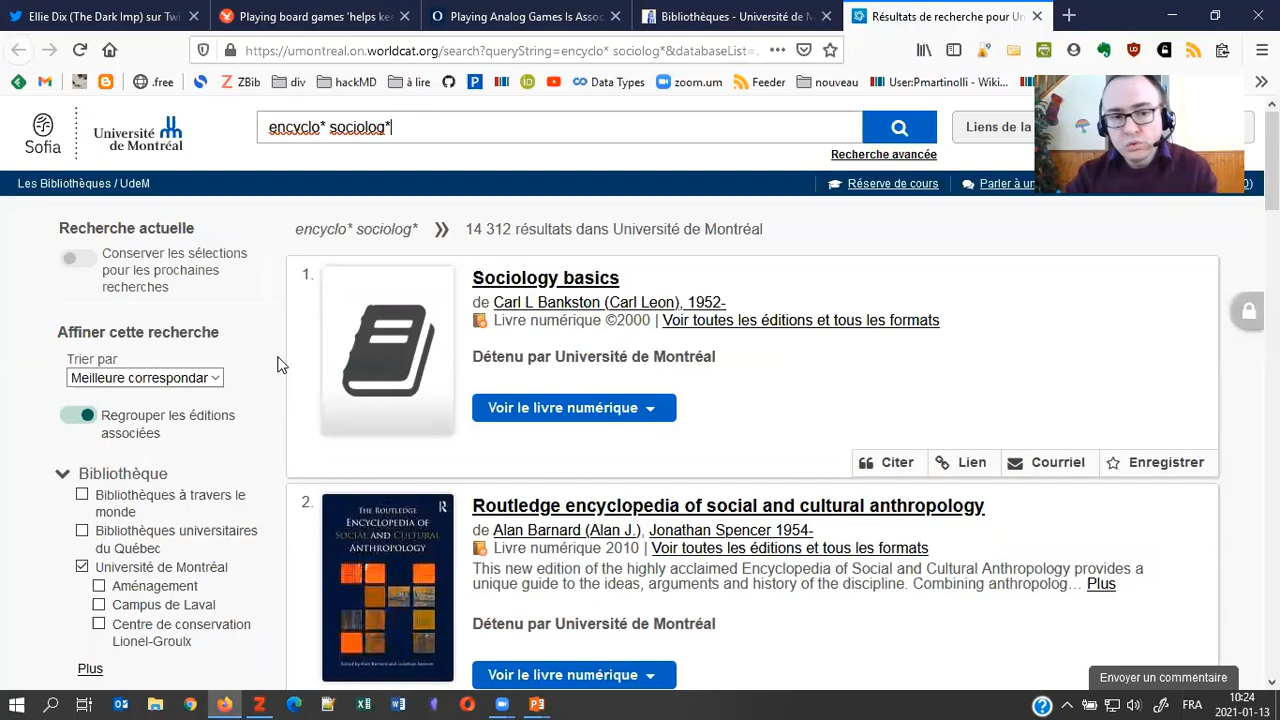 Ellie Dix (The Dark Imp) sur Twi
Playing board games 'helps kee
Playing Analog Games Is Assoc
Bibliothèques - Université de M
Résultats de recherche pour Un
https://umontreal.on.worldcat.org/search?queryString=encyclo* sociolog*&databaseList=
.free
ZBib
div
hackMD
à lire
Data Types
zoom.um
Feeder
nouveau
User:Pmartinolli - Wiki...
Sofia
Université de Montréal
encyclo* sociolog*
Liens de la
Recherche avancée
Les Bibliothèques / UdeM
Réserve de cours
Parler à un
0)
Recherche actuelle
Conserver les sélections
pour les prochaines
recherches
Affiner cette recherche
Trier par
Meilleure correspondar
Regrouper les éditions
associées
Bibliothèque
Bibliothèques à travers le
monde
Bibliothèques universitaires
du Québec
Université de Montréal
Aménagement
Campus de Laval
Centre de conservation
Lionel-Groulx
Plus
encyclo* sociolog* » 14 312 résultats dans Université de Montréal
1.
Sociology basics
de Carl L Bankston (Carl Leon), 1952-
Livre numérique ©2000 | Voir toutes les éditions et tous les formats
Détenu par Université de Montréal
Voir le livre numérique
Citer
Lien
Courriel
Enregistrer
2.
THE ROUTLEDGE
ENCYCLOPEDIA
OF
SOCIAL AND CULTURAL
ANTHROPOLOGY
Routledge encyclopedia of social and cultural anthropology
de Alan Barnard (Alan J.), Jonathan Spencer 1954-
Livre numérique 2010 | Voir toutes les éditions et tous les formats
This new edition of the highly acclaimed Encyclopedia of Social and Cultural Anthropology provides a
unique guide to the ideas, arguments and history of the discipline. Combining anthropolog… Plus
Détenu par Université de Montréal
Voir le livre numérique
Envoyer un commentaire
FRA
10:24
2021-01-13